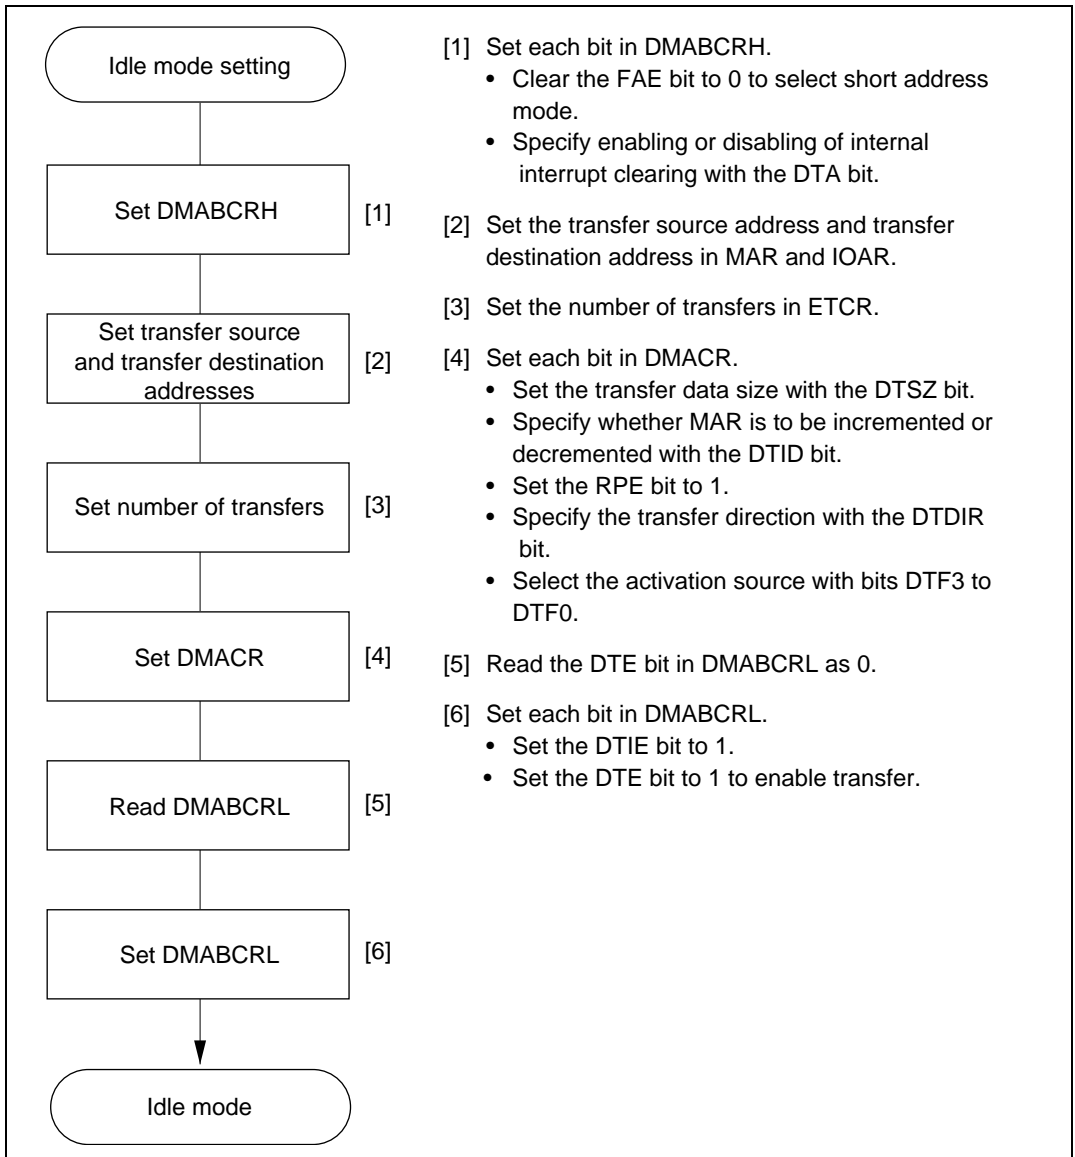 Idle mode setting
Set DMABCRH
[1]
Set transfer source
and transfer destination
addresses
[2]
Set number of transfers
[3]
Set DMACR
[4]
Read DMABCRL
[5]
Set DMABCRL
[6]
Idle mode
[1] Set each bit in DMABCRH.
• Clear the FAE bit to 0 to select short address
mode.
• Specify enabling or disabling of internal
interrupt clearing with the DTA bit.
[2] Set the transfer source address and transfer
destination address in MAR and IOAR.
[3] Set the number of transfers in ETCR.
[4] Set each bit in DMACR.
• Set the transfer data size with the DTSZ bit.
• Specify whether MAR is to be incremented or
decremented with the DTID bit.
• Set the RPE bit to 1.
• Specify the transfer direction with the DTDIR
bit.
• Select the activation source with bits DTF3 to
DTF0.
[5] Read the DTE bit in DMABCRL as 0.
[6] Set each bit in DMABCRL.
• Set the DTIE bit to 1.
• Set the DTE bit to 1 to enable transfer.